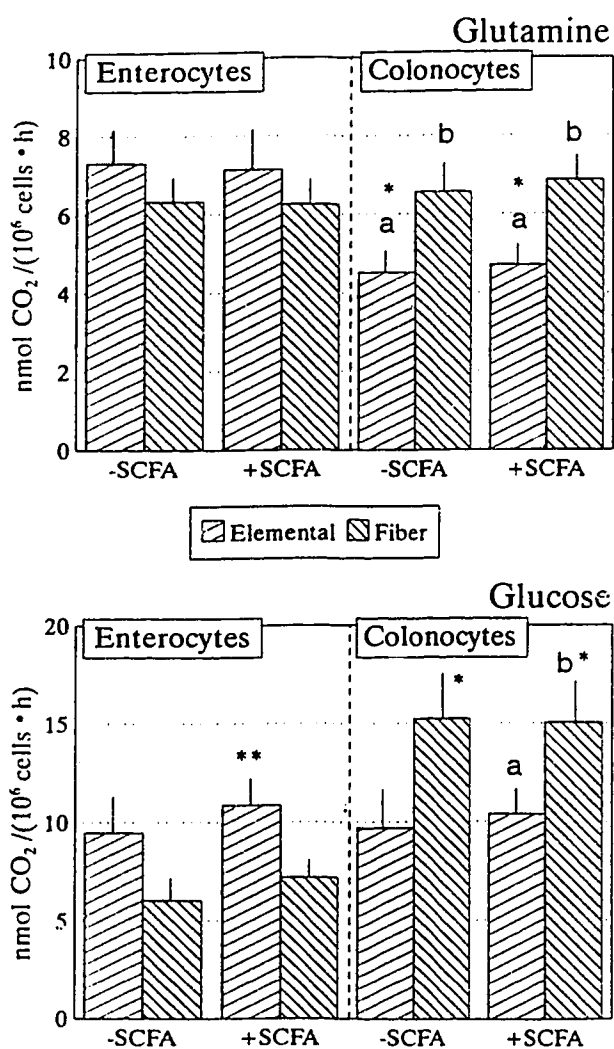 Glutamine
Enterocytes
Colonocytes
nmol CO₂ /(10⁶ cells • h)
10
8
6
4
2
0
b
b
*
*
a
a
-SCFA
+SCFA
-SCFA
+SCFA
Elemental
Fiber
Glucose
Enterocytes
Colonocytes
nmol CO₂ /(10⁶ cells • h)
20
15
10
5
0
**
*
b*
a
-SCFA
+SCFA
-SCFA
+SCFA